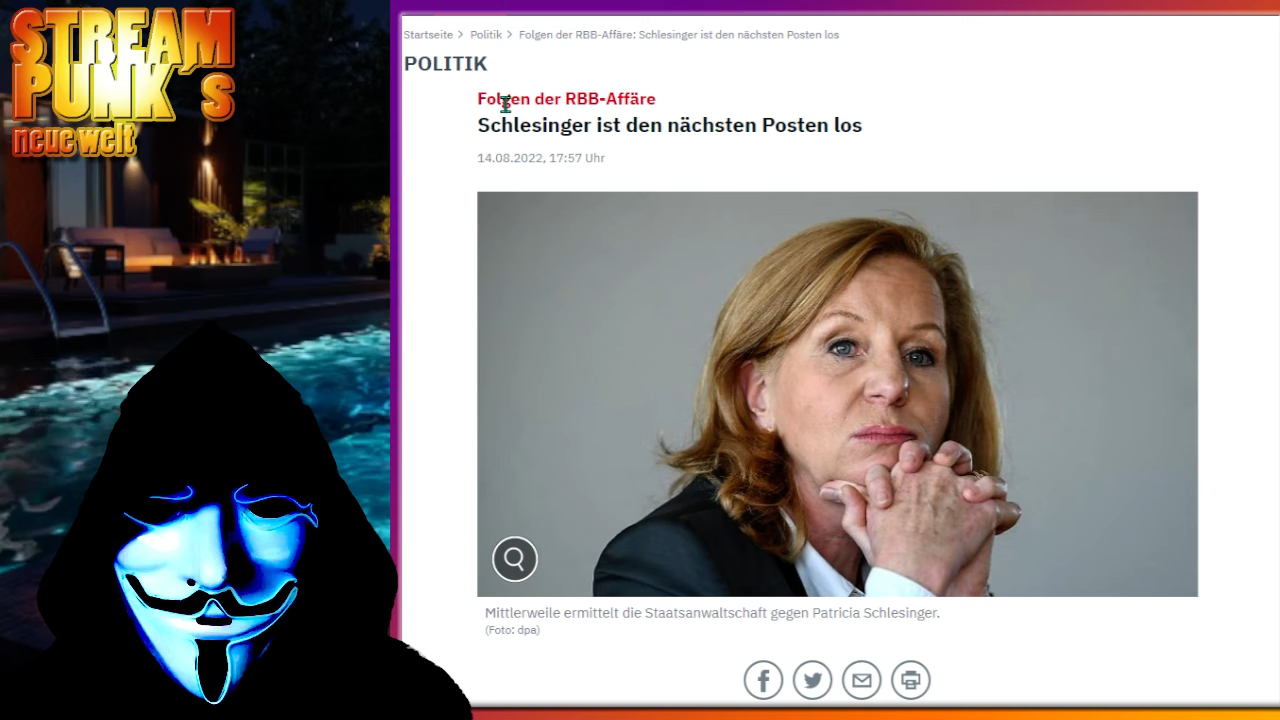 STREAM
PUNK´s
neue welt
Startseite > Politik > Folgen der RBB-Affäre: Schlesinger ist den nächsten Posten los
POLITIK
Folgen der RBB-Affäre
Schlesinger ist den nächsten Posten los
14.08.2022, 17:57 Uhr
Mittlerweile ermittelt die Staatsanwaltschaft gegen Patricia Schlesinger.
(Foto: dpa)